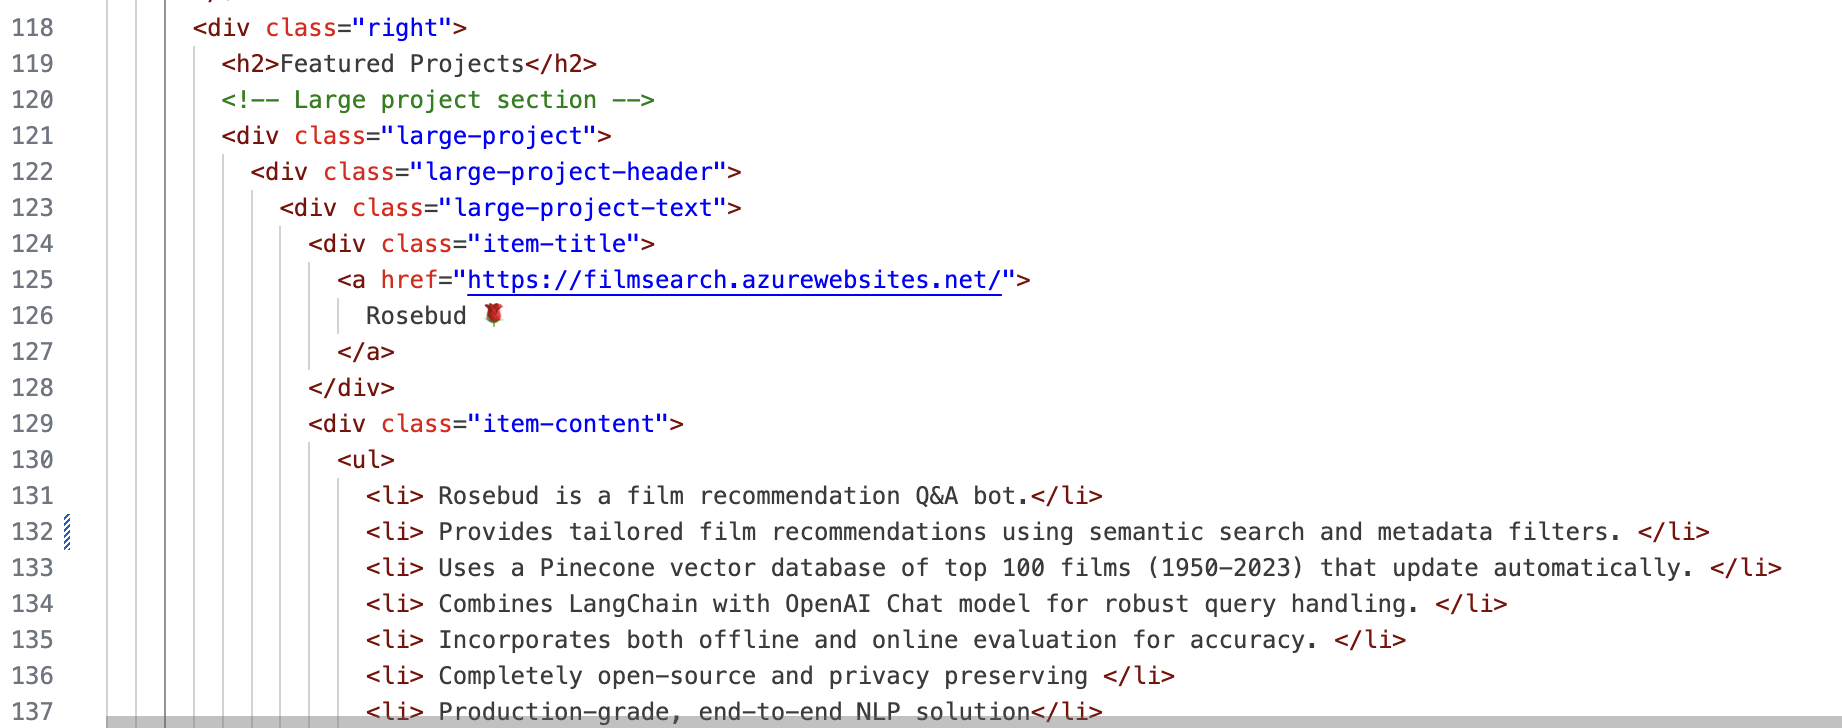 118 <div class="right">
119 <h2>Featured Projects</h2>
120 <!-- Large project section -->
121 <div class="large-project">
122 <div class="large-project-header">
123 <div class="large-project-text">
124 <div class="item-title">
125 <a href="https://filmsearch.azurewebsites.net/">
126 Rosebud 🌹
127 </a>
128 </div>
129 <div class="item-content">
130 <ul>
131 <li> Rosebud is a film recommendation Q&A bot.</li>
132 <li> Provides tailored film recommendations using semantic search and metadata filters. </li>
133 <li> Uses a Pinecone vector database of top 100 films (1950-2023) that update automatically. </li>
134 <li> Combines LangChain with OpenAI Chat model for robust query handling. </li>
135 <li> Incorporates both offline and online evaluation for accuracy. </li>
136 <li> Completely open-source and privacy preserving </li>
137 <li> Production-grade, end-to-end NLP solution</li>